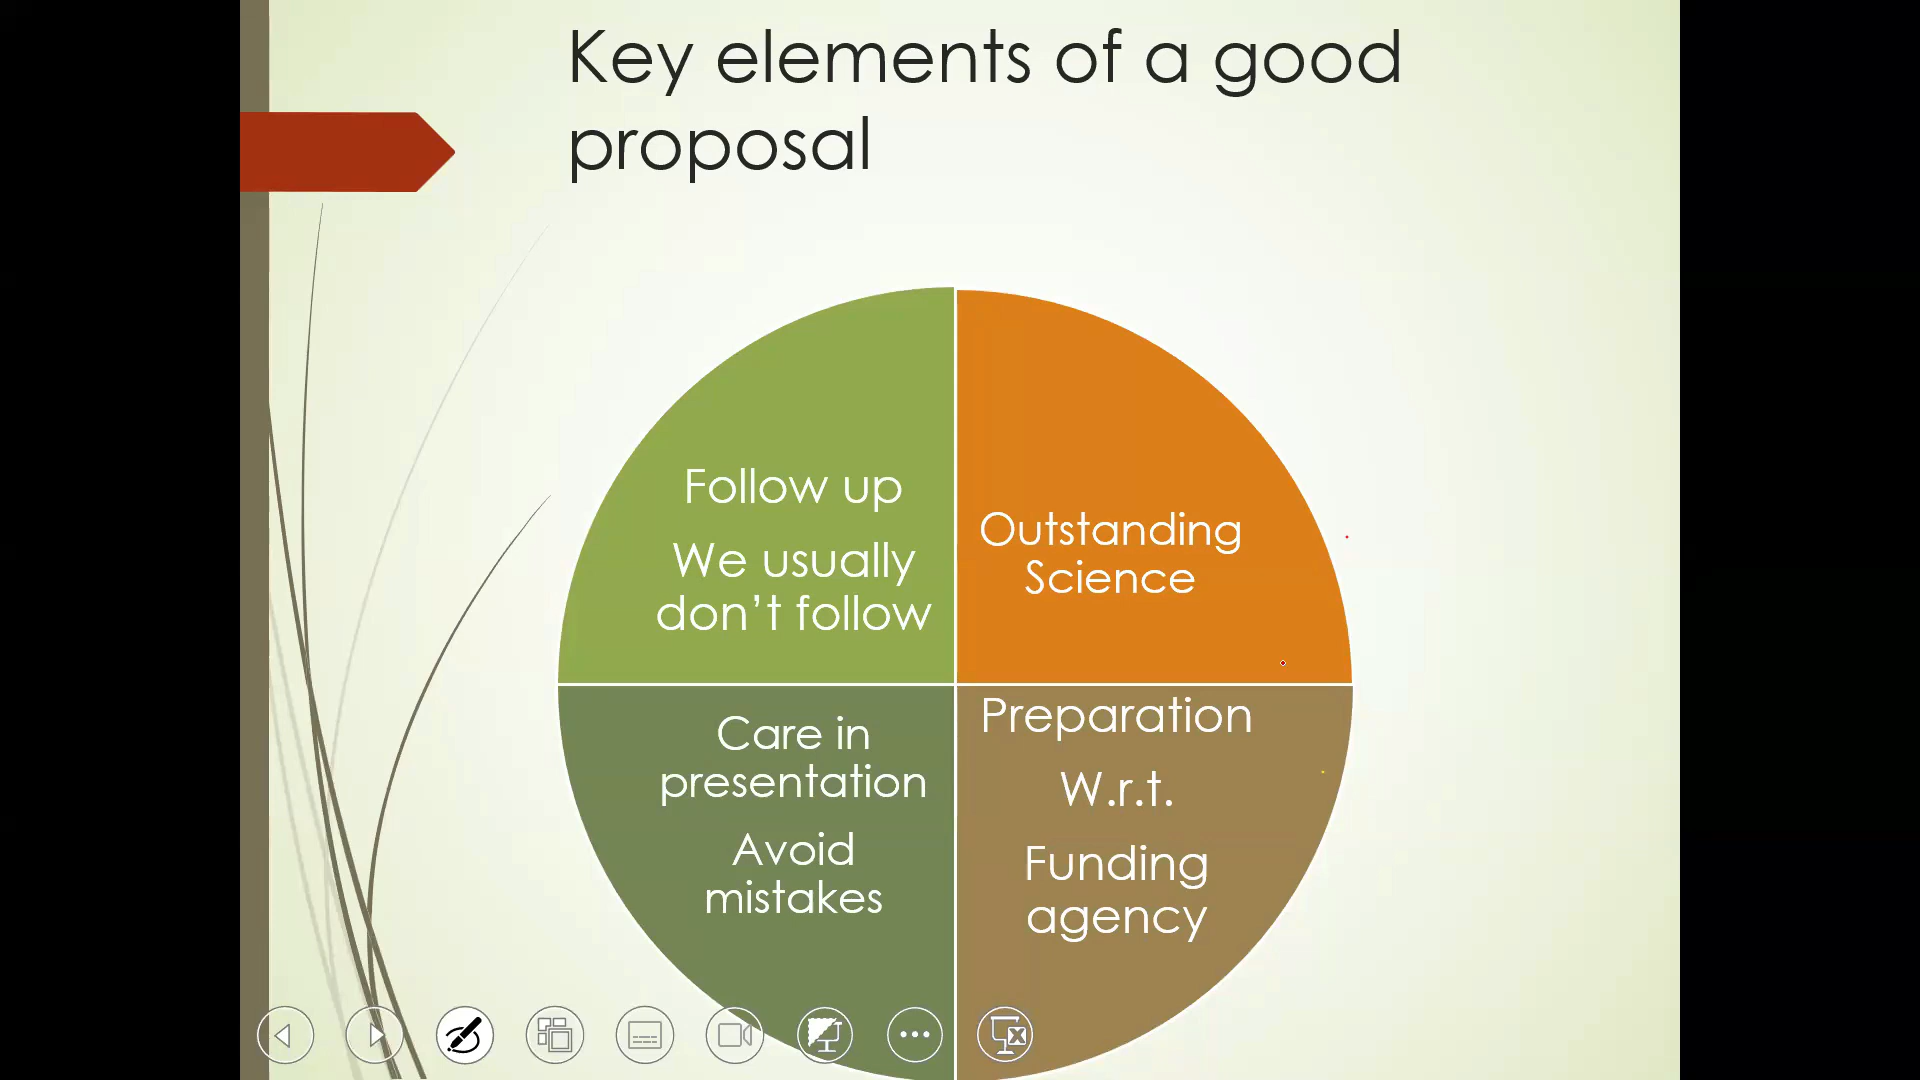 Key elements of a good
proposal
Follow up
We usually
don’t follow
Outstanding
Science
Care in
presentation
Avoid
mistakes
Preparation
W.r.t.
Funding
agency